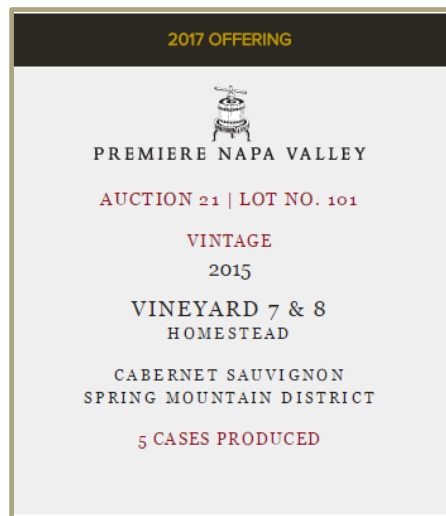 2017 OFFERING
PREMIERE NAPA VALLEY
AUCTION 21 | LOT NO. 101
VINTAGE
2015
VINEYARD 7 & 8
HOMESTEAD
CABERNET SAUVIGNON
SPRING MOUNTAIN DISTRICT
5 CASES PRODUCED